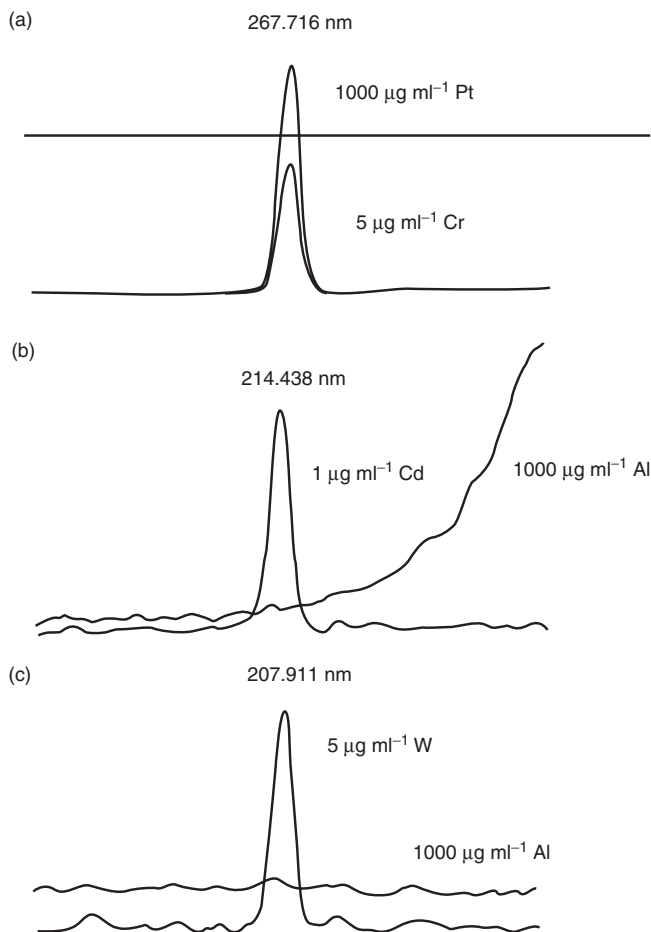 (a)
267.716 nm
1000 μg ml⁻¹ Pt
5 μg ml⁻¹ Cr
(b)
214.438 nm
1 μg ml⁻¹ Cd
1000 μg ml⁻¹ Al
(c)
207.911 nm
5 μg ml⁻¹ W
1000 μg ml⁻¹ Al